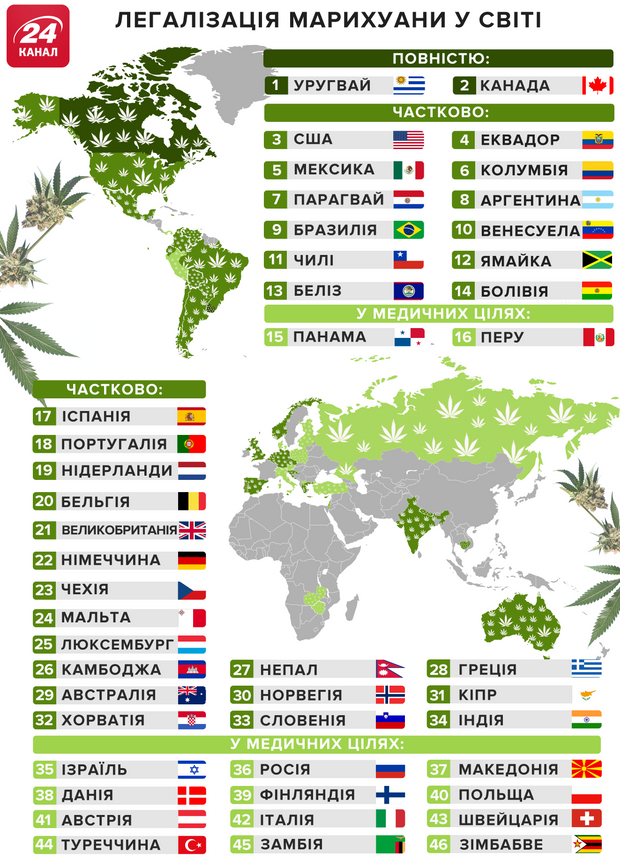 24
КАНАЛ
ЛЕГАЛІЗАЦІЯ МАРИХУАНИ У СВІТІ
ПОВНІСТЮ:
1 УРУГВАЙ
2 КАНАДА
ЧАСТКОВО:
3 США
4 ЕКВАДОР
5 МЕКСИКА
6 КОЛУМБІЯ
7 ПАРАГВАЙ
8 АРГЕНТИНА
9 БРАЗИЛІЯ
10 ВЕНЕСУЕЛА
11 ЧИЛІ
12 ЯМАЙКА
13 БЕЛІЗ
14 БОЛІВІЯ
У МЕДИЧНИХ ЦІЛЯХ:
15 ПАНАМА
16 ПЕРУ
ЧАСТКОВО:
17 ІСПАНІЯ
18 ПОРТУГАЛІЯ
19 НІДЕРЛАНДИ
20 БЕЛЬГІЯ
21 ВЕЛИКОБРИТАНІЯ
22 НІМЕЧЧИНА
23 ЧЕХІЯ
24 МАЛЬТА
25 ЛЮКСЕМБУРГ
26 КАМБОДЖА
27 НЕПАЛ
28 ГРЕЦІЯ
29 АВСТРАЛІЯ
30 НОРВЕГІЯ
31 КІПР
32 ХОРВАТІЯ
33 СЛОВЕНІЯ
34 ІНДІЯ
У МЕДИЧНИХ ЦІЛЯХ:
35 ІЗРАЇЛЬ
36 РОСІЯ
37 МАКЕДОНІЯ
38 ДАНІЯ
39 ФІНЛЯНДІЯ
40 ПОЛЬЩА
41 АВСТРІЯ
42 ІТАЛІЯ
43 ШВЕЙЦАРІЯ
44 ТУРЕЧЧИНА
45 ЗАМБІЯ
46 ЗІМБАБВЕ